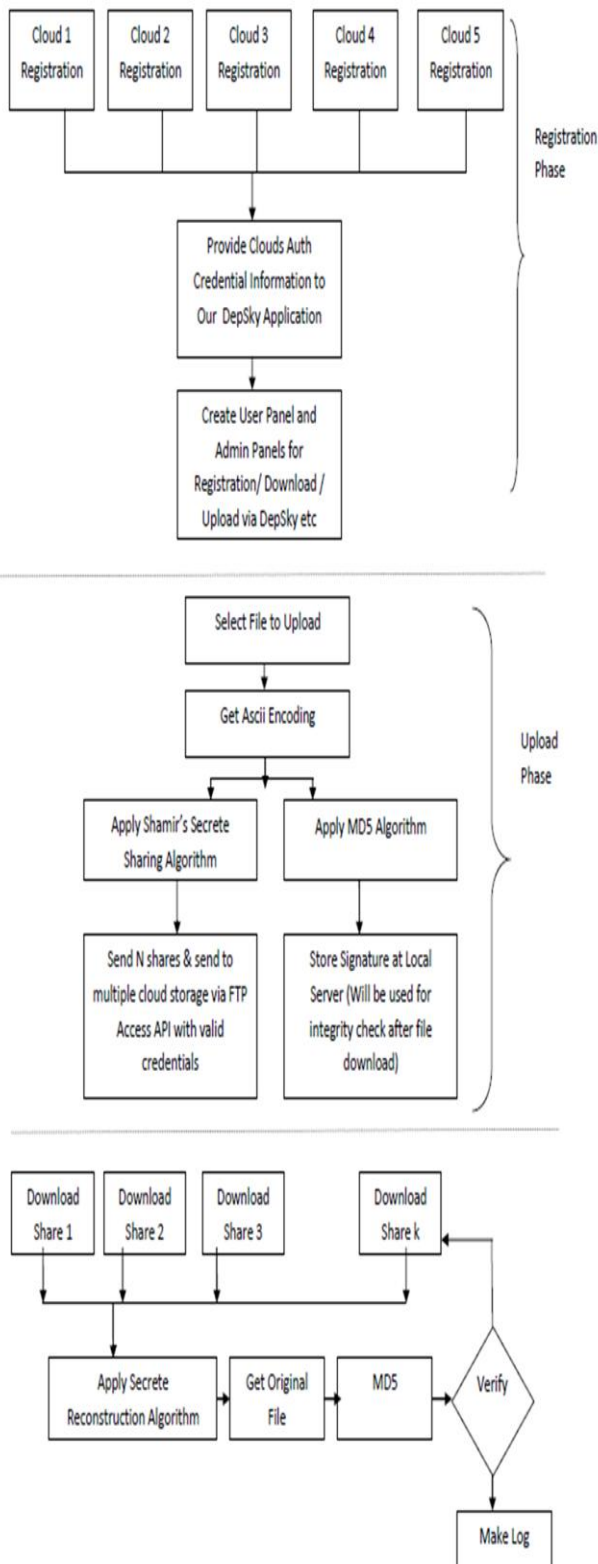 Cloud 1
Registration
Cloud 2
Registration
Cloud 3
Registration
Cloud 4
Registration
Cloud 5
Registration
Registration
Phase
Provide Clouds Auth
Credential Information to
Our DepSky Application
Create User Panel and
Admin Panels for
Registration/ Download /
Upload via DepSky etc
Select File to Upload
Get Ascii Encoding
Upload
Phase
Apply Shamir's Secrete
Sharing Algorithm
Apply MD5 Algorithm
Send N shares & send to
multiple cloud storage via FTP
Access API with valid
credentials
Store Signature at Local
Server (Will be used for
integrity check after file
download)
Download
Share 1
Download
Share 2
Download
Share 3
Download
Share k
Apply Secrete
Reconstruction Algorithm
Get Original
File
MD5
Verify
Make Log